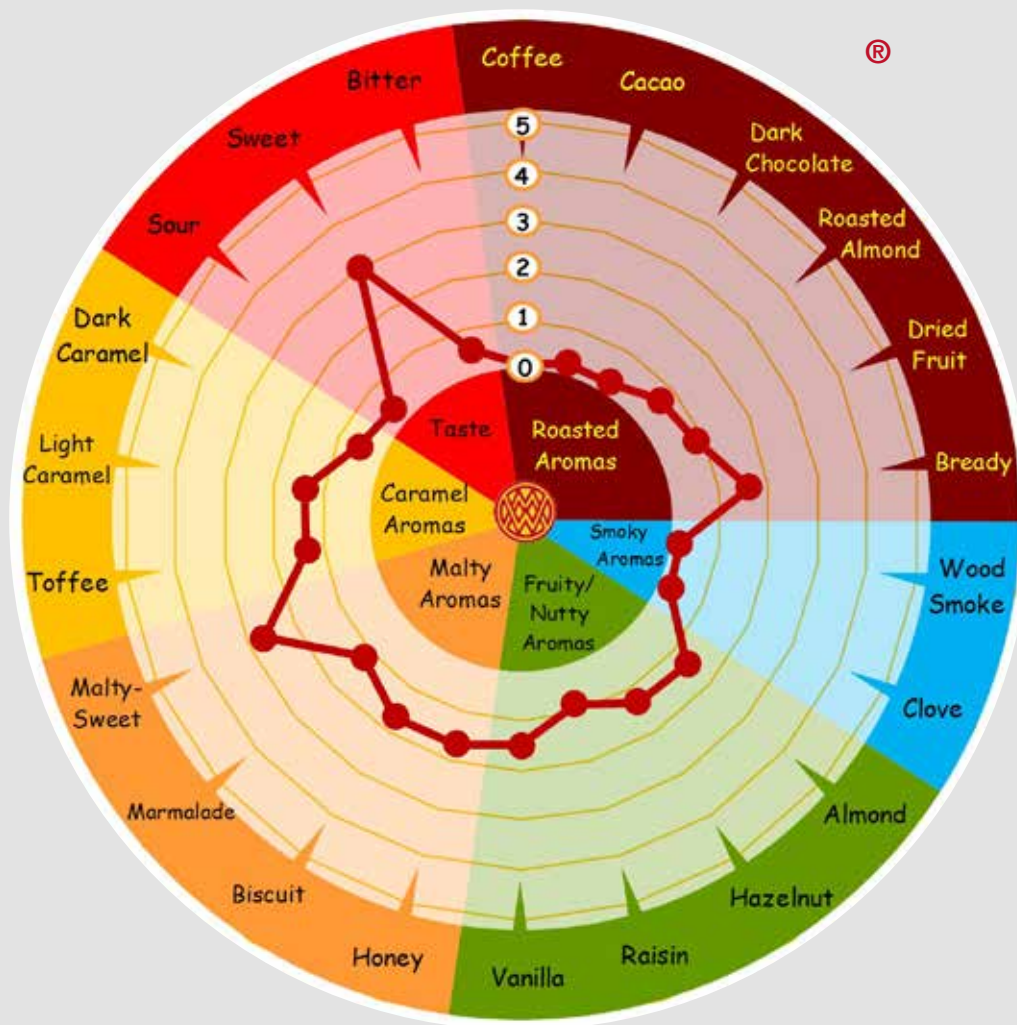 ®
Coffee
Cacao
Dark
Chocolate
Roasted
Almond
Dried
Fruit
Bready
Wood
Smoke
Clove
Almond
Hazelnut
Raisin
Vanilla
Honey
Biscuit
Marmalade
Malty-
Sweet
Toffee
Light
Caramel
Dark
Caramel
Sour
Sweet
Bitter
5
4
3
2
1
0
Taste
Roasted
Aromas
Smoky
Aromas
Fruity/
Nutty
Aromas
Malty
Aromas
Caramel
Aromas